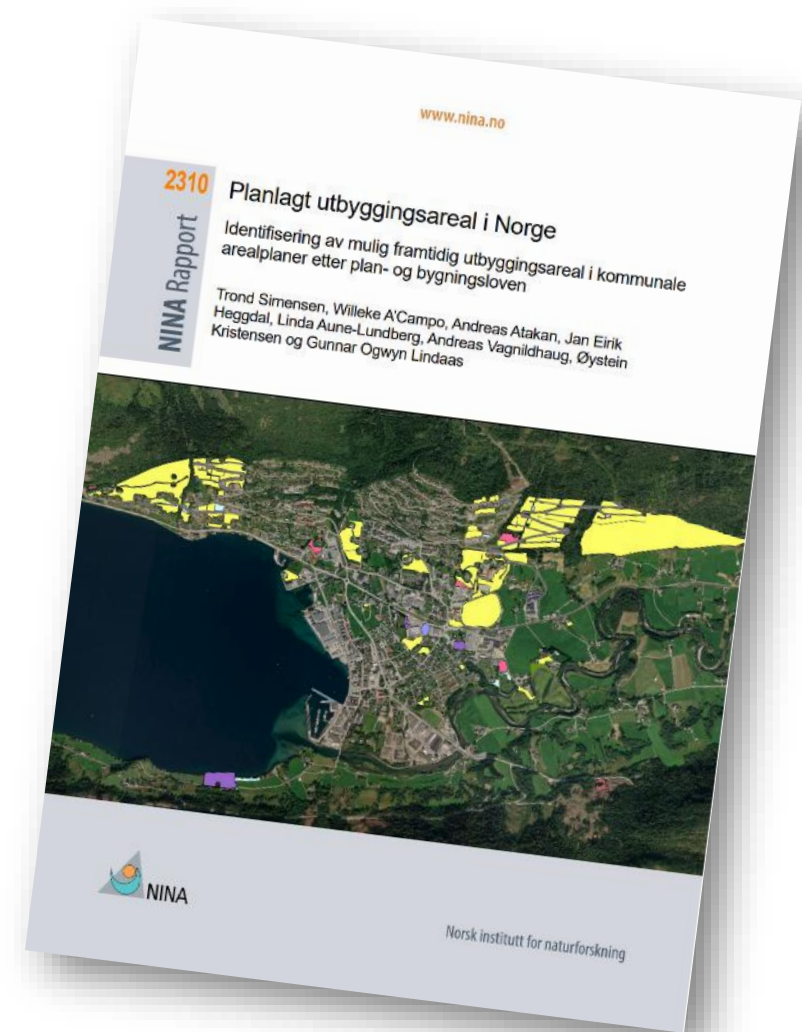 www.nina.no
2310
NINA Rapport
Planlagt utbyggingsareal i Norge
Identifisering av mulig framtidig utbyggingsareal i kommunale
arealplaner etter plan- og bygningsloven
Trond Simensen, Willeke A'Campo, Andreas Atakan, Jan Eirik
Heggdal, Linda Aune-Lundberg, Andreas Vagnildhaug, Øystein
Kristensen og Gunnar Ogwyn Lindaas
NINA
Norsk institutt for naturforskning